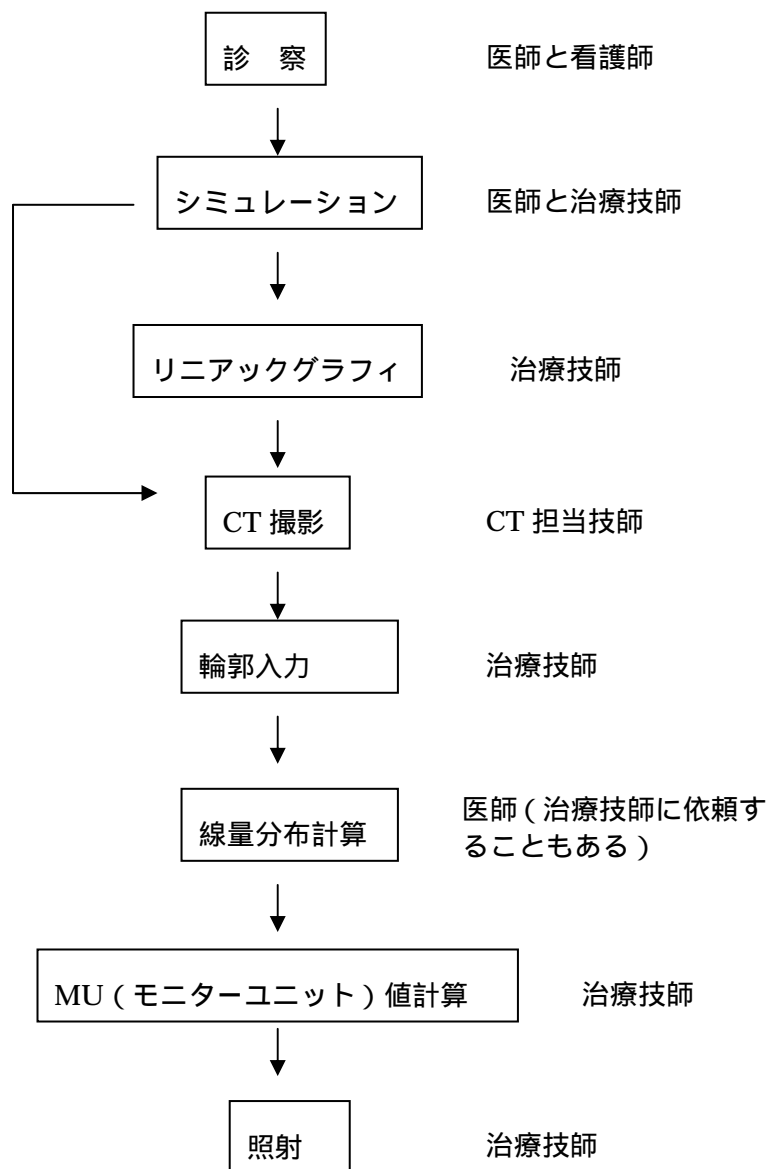 診　察
医師と看護師
シミュレーション
医師と治療技師
リニアックグラフィ
治療技師
CT 撮影
CT 担当技師
輪郭入力
治療技師
線量分布計算
医師（治療技師に依頼す
ることもある）
MU（モニターユニット）値計算
治療技師
照射
治療技師